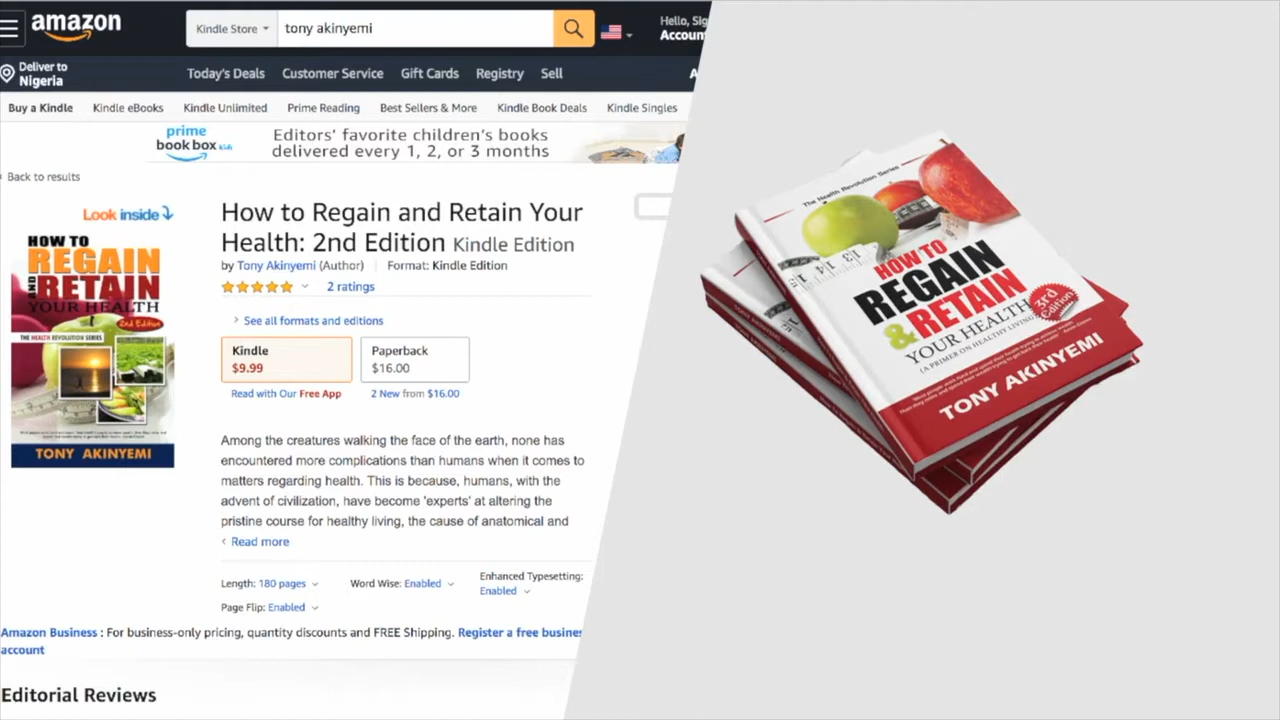 amazon
Kindle Store
tony akinyemi
Hello, Sig
Accoun
Deliver to
Nigeria
Today's Deals
Customer Service
Gift Cards
Registry
Sell
A
Buy a Kindle
Kindle eBooks
Kindle Unlimited
Prime Reading
Best Sellers & More
Kindle Book Deals
Kindle Singles
prime
book box kids
Editors' favorite children's books
delivered every 1, 2, or 3 months
Back to results
Look inside
HOW TO
REGAIN
AND RETAIN
YOUR HEALTH
2nd Edition
THE HEALTH REVOLUTION SERIES
TONY AKINYEMI
How to Regain and Retain Your
Health: 2nd Edition Kindle Edition
by Tony Akinyemi (Author)
Format: Kindle Edition
2 ratings
See all formats and editions
Kindle
$9.99
Paperback
$16.00
Read with Our Free App
2 New from $16.00
Among the creatures walking the face of the earth, none has
encountered more complications than humans when it comes to
matters regarding health. This is because, humans, with the
advent of civilization, have become 'experts' at altering the
pristine course for healthy living, the cause of anatomical and
Read more
Length: 180 pages
Word Wise: Enabled
Enhanced Typesetting:
Enabled
Page Flip: Enabled
Amazon Business : For business-only pricing, quantity discounts and FREE Shipping. Register a free busines
account
Editorial Reviews
The Health Revolution Series
15 14 13
HOW TO
REGAIN
& RETAIN
YOUR HEALTH
(A PRIMER ON HEALTHY LIVING)
3rd
Edition
TONY AKINYEMI